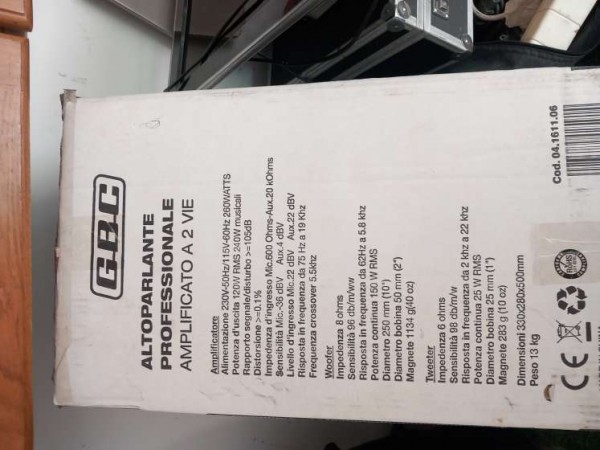 GBC
ALTOPARLANTE
PROFESSIONALE
AMPLIFICATO A 2 VIE
Amplificatore
Alimentazione 230V-50Hz/115V-60Hz 260WATTS
Potenza d'uscita 120W RMS 240W musicali
Rapporto segnale/disturbo >=105dB
Distorsione >=0.1%
Impedenza d'ingresso Mic.600 Ohms-Aux.20 kOhms
Sensibilità Mic.-36 dBV Aux.4 dBV
Livello d'ingresso Mic.-22 dBV Aux.22 dBV
Risposta in frequenza da 75 Hz a 19 Khz
Frequenza crossover 5.5khz
Woofer
Impedenza 8 ohms
Sensibilità 96 db/m/w
Risposta in frequenza da 62Hz a 5.8 khz
Potenza continua 150 W RMS
Diametro 250 mm (10')
Diametro bobina 50 mm (2")
Magnete 1134 g(40 oz)
Tweeter
Impedenza 6 ohms
Sensibilità 98 db/m/w
Risposta in frequenza da 2 khz a 22 khz
Potenza continua 25 W RMS
Diametro bobina 25 mm (1")
Magnete 283 g (10 oz)
Dimensioni 330x280x500mm
Peso 13 kg
CE
RoHS
Cod. 04.1611.06